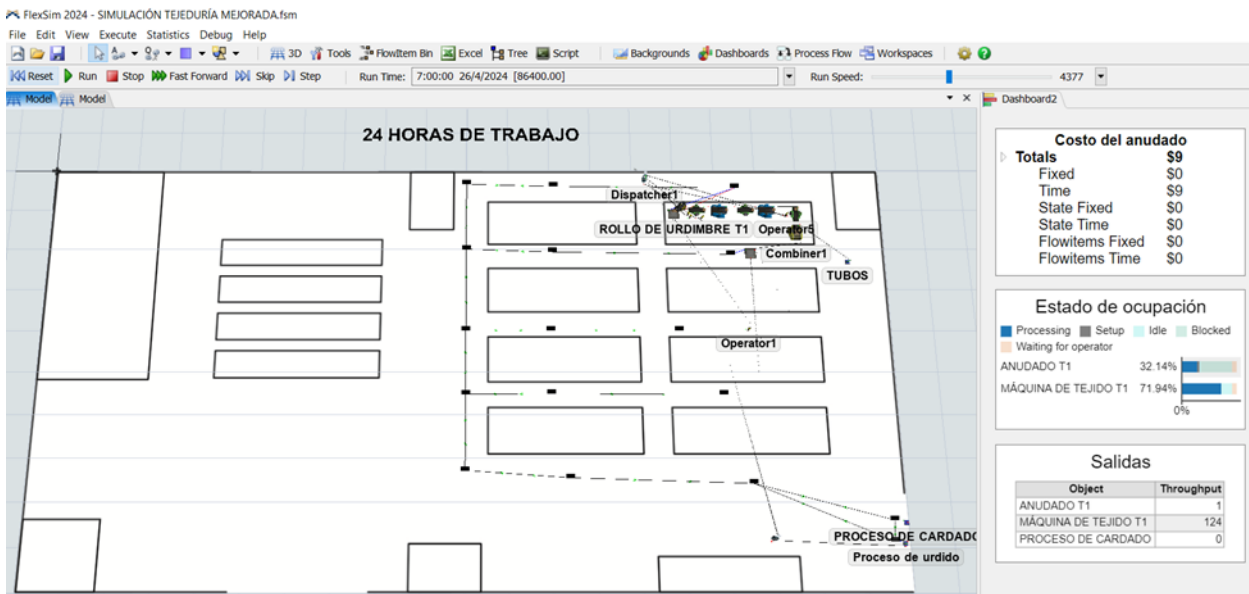 FlexSim 2024 - SIMULACIÓN TEJEDURÍA MEJORADA.fsm
File Edit View Execute Statistics Debug Help
3D Tools FlowItem Bin Excel Tree Script Backgrounds Dashboards Process Flow Workspaces
Reset Run Stop Fast Forward Skip Step Run Time: 7:00:00 26/4/2024 [86400.00] Run Speed: 4377
Model Model Dashboard2
24 HORAS DE TRABAJO
Dispatcher1
ROLLO DE URDIMBRE T1 Operator5
Combiner1
TUBOS
Operator1
PROCESO DE CARDADO
Proceso de urdido
Costo del anudado
Totals $9
Fixed $0
Time $9
State Fixed $0
State Time $0
Flowitems Fixed $0
Flowitems Time $0
Estado de ocupación
Processing Setup Idle Blocked
Waiting for operator
ANUDADO T1 32.14%
MÁQUINA DE TEJIDO T1 71.94%
0%
Salidas
Object Throughput
ANUDADO T1 1
MÁQUINA DE TEJIDO T1 124
PROCESO DE CARDADO 0